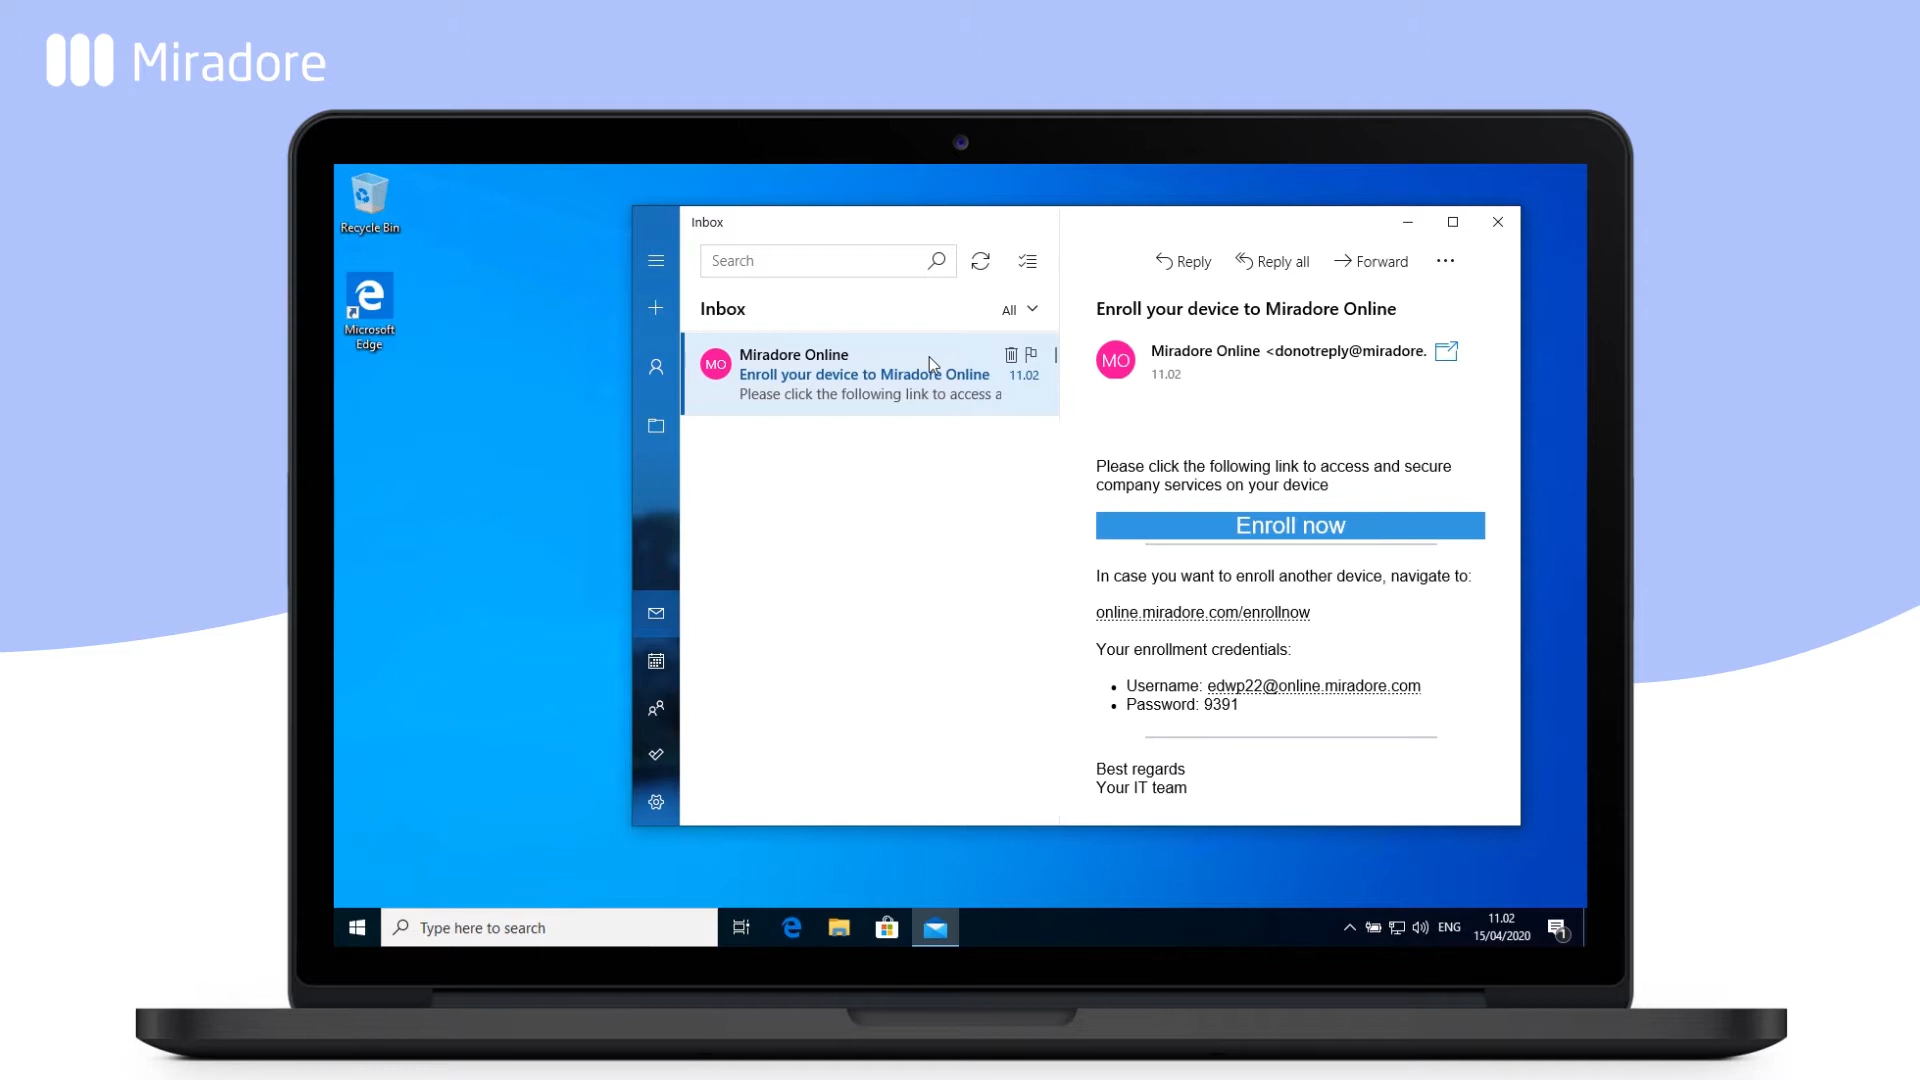 Miradore
Recycle Bin
Microsoft
Edge
Inbox
Search
Inbox
All
MO
Miradore Online
Enroll your device to Miradore Online
11.02
Please click the following link to access a
Reply
Reply all
Forward
Enroll your device to Miradore Online
MO
Miradore Online <donotreply@miradore.
11.02
Please click the following link to access and secure
company services on your device
Enroll now
In case you want to enroll another device, navigate to:
online.miradore.com/enrollnow
Your enrollment credentials:
• Username: edwp22@online.miradore.com
• Password: 9391
Best regards
Your IT team
Type here to search
ENG
11.02
15/04/2020
1